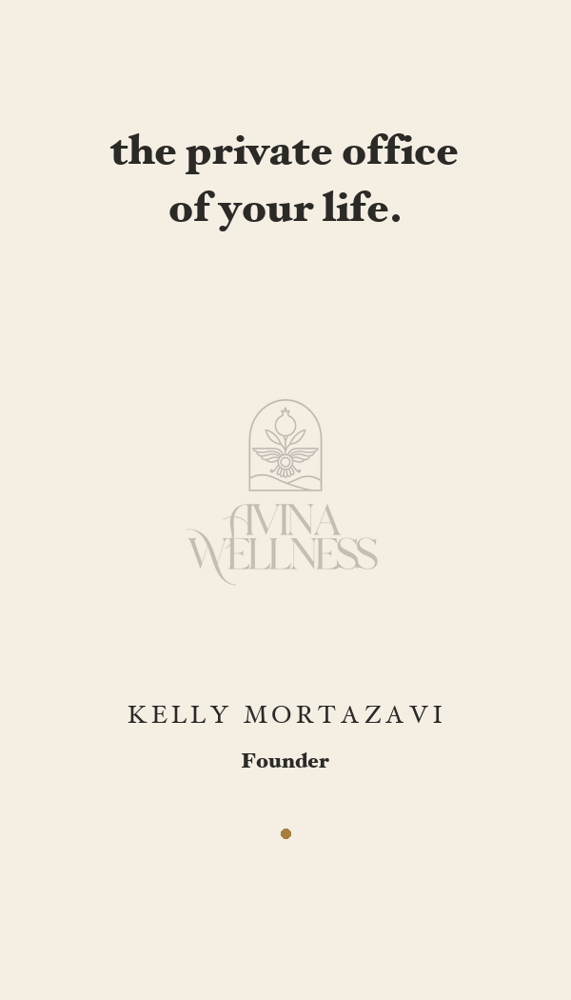 the private office
of your life.
AVINA
WELLNESS
KELLY MORTAZAVI
Founder